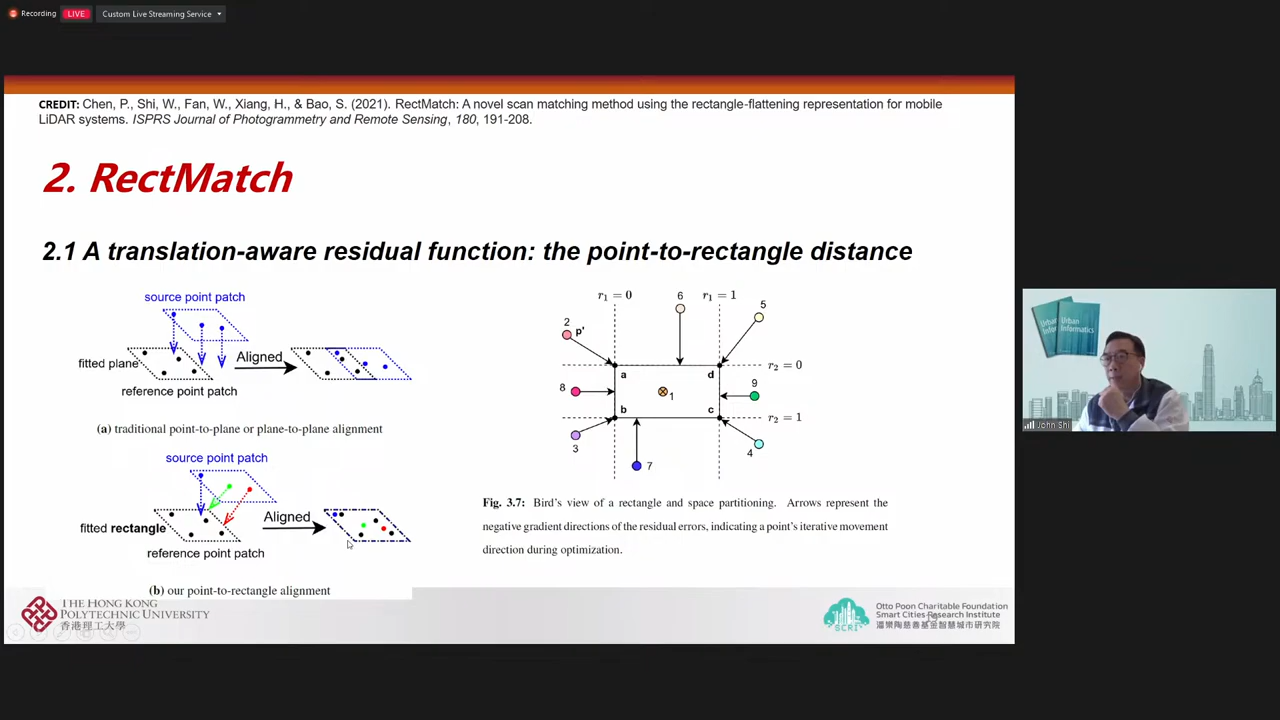 Recording
LIVE
Custom Live Streaming Service
CREDIT: Chen, P., Shi, W., Fan, W., Xiang, H., & Bao, S. (2021). RectMatch: A novel scan matching method using the rectangle-flattening representation for mobile
LiDAR systems. ISPRS Journal of Photogrammetry and Remote Sensing, 180, 191-208.
2. RectMatch
2.1 A translation-aware residual function: the point-to-rectangle distance
source point patch
fitted plane
Aligned
reference point patch
(a) traditional point-to-plane or plane-to-plane alignment
source point patch
fitted rectangle
Aligned
reference point patch
(b) our point-to-rectangle alignment
r₁ = 0
6
r₁ = 1
5
2
p'
r₂ = 0
a
d
8
1
9
b
c
r₂ = 1
3
7
4
Fig. 3.7: Bird's view of a rectangle and space partitioning. Arrows represent the
negative gradient directions of the residual errors, indicating a point's iterative movement
direction during optimization.
THE HONG KONG
POLYTECHNIC UNIVERSITY
香港理工大學
SCRI
Otto Poon Charitable Foundation
Smart Cities Research Institute
潘樂陶慈善基金智慧城市研究院
Urban
Informatics
John Shi